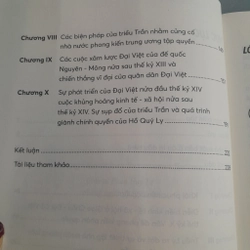 Chương VIII Các biện pháp của triều Trần nhằm củng cố
nhà nước phong kiến trung ương tập quyền
Chương IX Các cuộc xâm lược Đại Việt của đế quốc
Nguyên - Mông nửa sau thế kỷ XIII và
chiến thắng vĩ đại của quân dân Đại Việt
Chương X Sự phát triển của Đại Việt nửa đầu thế kỷ XIV
cuộc khủng hoảng kinh tế - xã hội nửa sau
thế kỷ XIV. Sự sụp đổ của triều Trần và quá trình
giành chính quyền của Hồ Quý Ly
Kết luận
Tài liệu tham khảo